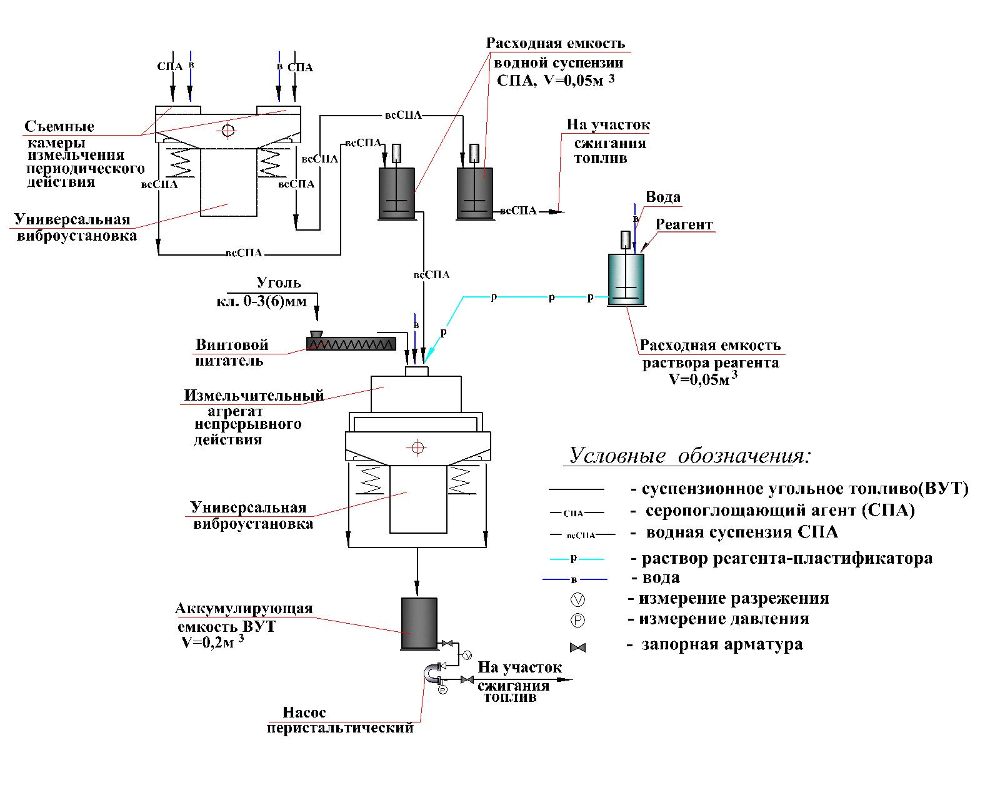 СПА
в
в
СПА
Расходная емкость
водной суспензии
СПА, V=0,05м 3
Съемные
камеры
измельчения
периодического
действия
всСПА
всСПА
всСПА
всСПА
всСПА
На участок
сжигания
топлив
всСПА
Универсальная
виброустановка
всСПА
всСПА
Вода
в
Реагент
Уголь
кл. 0-3(6)мм
р
р
р
р
в
Винтовой
питатель
Расходная емкость
раствора реагента
V=0,05м 3
Измельчительный
агрегат
непрерывного
действия
Универсальная
виброустановка
Аккумулирующая
емкость ВУТ
V=0,2м 3
V
P
На участок
сжигания
топлив
Насос
перистальтический
Условные обозначения:
- суспензионное угольное топливо(ВУТ)
СПА
- серопоглощающий агент (СПА)
всСПА
- водная суспензия СПА
р
- раствор реагента-пластификатора
в
- вода
V
- измерение разрежения
P
- измерение давления
- запорная арматура